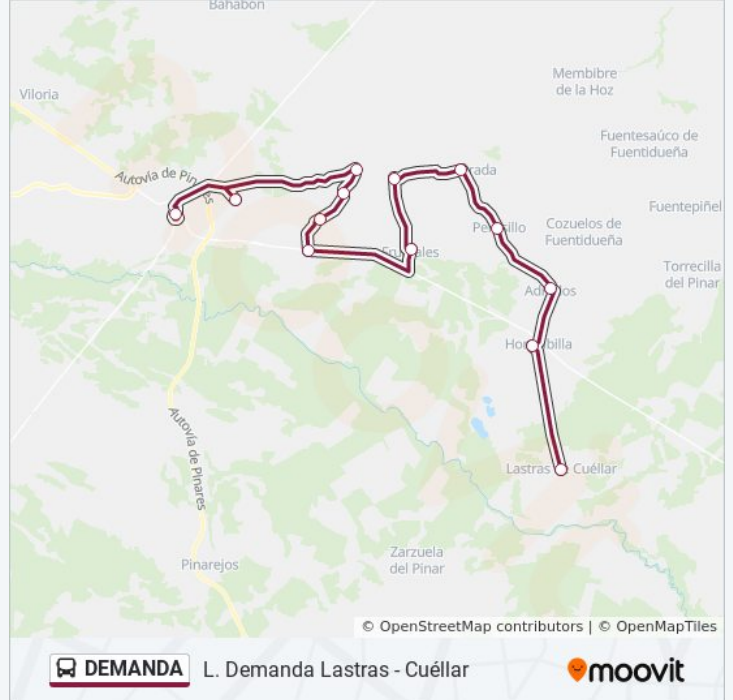 Bahabón
Viloria
Membibre
de la Hoz
Fuentesaúco de
Fuentidueña
Autovía de Pinares
Fuentepiñel
Cozuelos de
Fuentidueña
Torrecilla
del Pinar
Lastras
Cuéllar
Autovía de Pinares
Zarzuela
del Pinar
Pinarejos
© OpenStreetMap contributors | © OpenMapTiles
DEMANDA L. Demanda Lastras - Cuéllar moovit